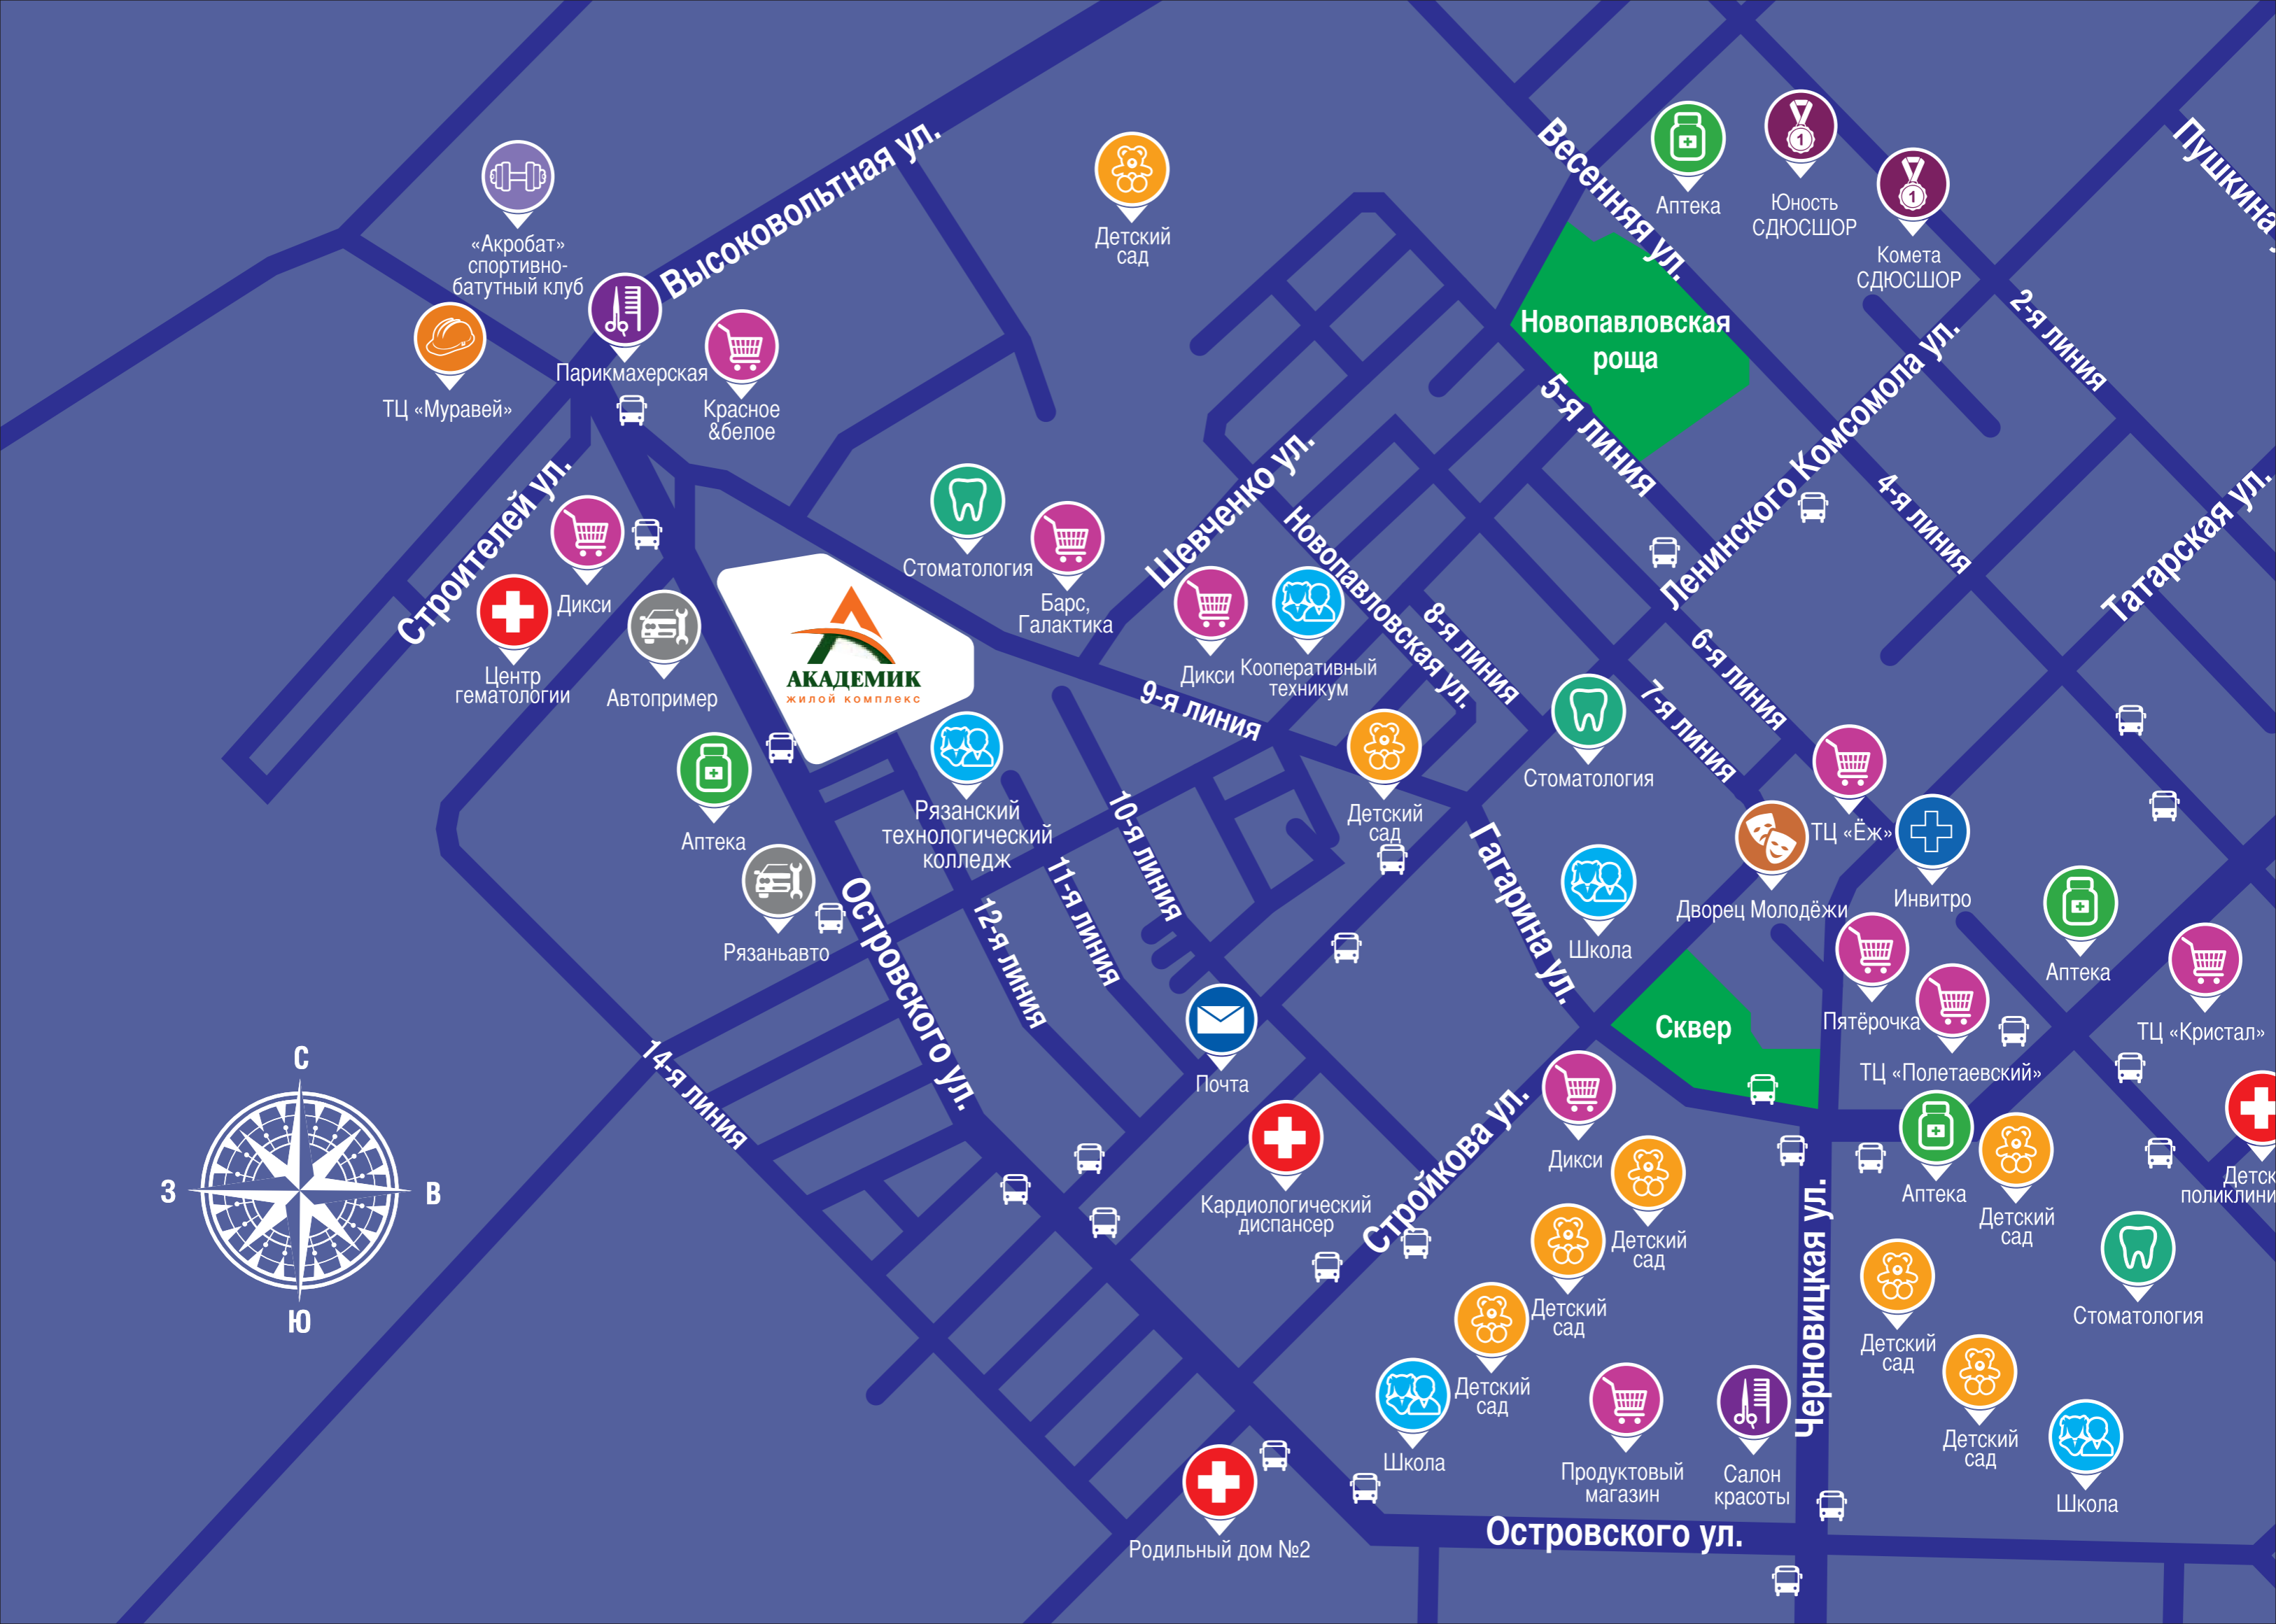 Высоковольтная ул.
«Акробат»
спортивно-
батутный клуб
ТЦ «Муравей»
Парикмахерская
Красное
&белое
Детский
сад
Весенняя ул.
Аптека
1
Юность
СДЮСШОР
1
Комета
СДЮСШОР
Пушкина
Новопавловская
роща
2-я линия
5-я линия
Ленинского Комсомола ул.
4-я линия
Татарская ул.
Строителей ул.
Дикси
Центр
гематологии
Автопример
АКАДЕМИК
жилой комплекс
Стоматология
Барс,
Галактика
Шевченко ул.
Новопавловская ул.
Дикси
Кооперативный
техникум
8-я линия
9-я линия
6-я линия
7-я линия
Стоматология
Детский
сад
Аптека
Рязанский
технологический
колледж
10-я линия
11-я линия
12-я линия
Рязаньавто
Островского ул.
Гагарина ул.
Школа
ТЦ «Ёж»
Дворец Молодёжи
Инвитро
Аптека
Пятёрочка
ТЦ «Полетаевский»
ТЦ «Кристал»
Сквер
Почта
14-я линия
С
З
В
Ю
Кардиологический
диспансер
Стройкова ул.
Дикси
Детский
сад
Детский
сад
Детский
сад
Школа
Аптека
Детский
сад
Детск
поликлини
Стоматология
Черновицкая ул.
Детский
сад
Детский
сад
Школа
Продуктовый
магазин
Салон
красоты
Родильный дом №2
Островского ул.